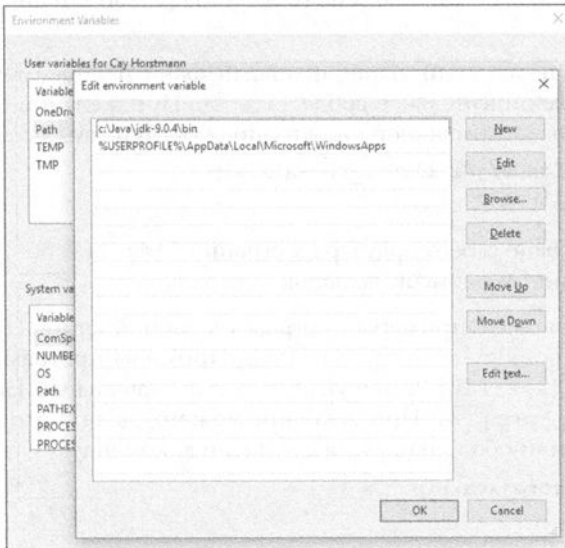 Environment Variables
User variables for Cay Horstmann
Variable
OneDriv
Path
TEMP
TMP
Edit environment variable
c:\Java\jdk-9.0.4\bin
%USERPROFILE%\AppData\Local\Microsoft\WindowsApps
New
Edit
Browse...
Delete
Move Up
Move Down
Edit text...
OK
Cancel
System va
Variable
ComSpe
NUMBE
OS
Path
PATHEX
PROCES
PROCES